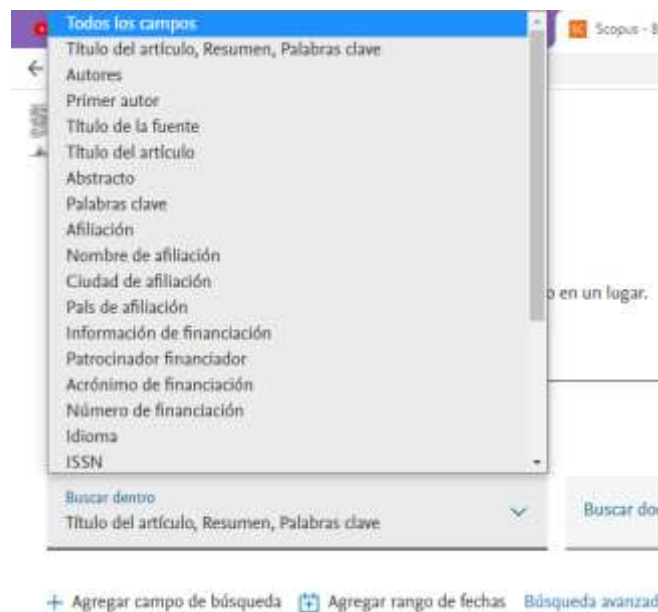 Todos los campos
Título del artículo, Resumen, Palabras clave
Autores
Primer autor
Título de la fuente
Título del artículo
Abstracto
Palabras clave
Afiliación
Nombre de afiliación
Ciudad de afiliación
País de afiliación
Información de financiación
Patrocinador financiador
Acrónimo de financiación
Número de financiación
Idioma
ISSN
SC Scopus - B
o en un lugar.
Buscar dentro
Título del artículo, Resumen, Palabras clave
Buscar do
+ Agregar campo de búsqueda
Agregar rango de fechas
Búsqueda avanzad